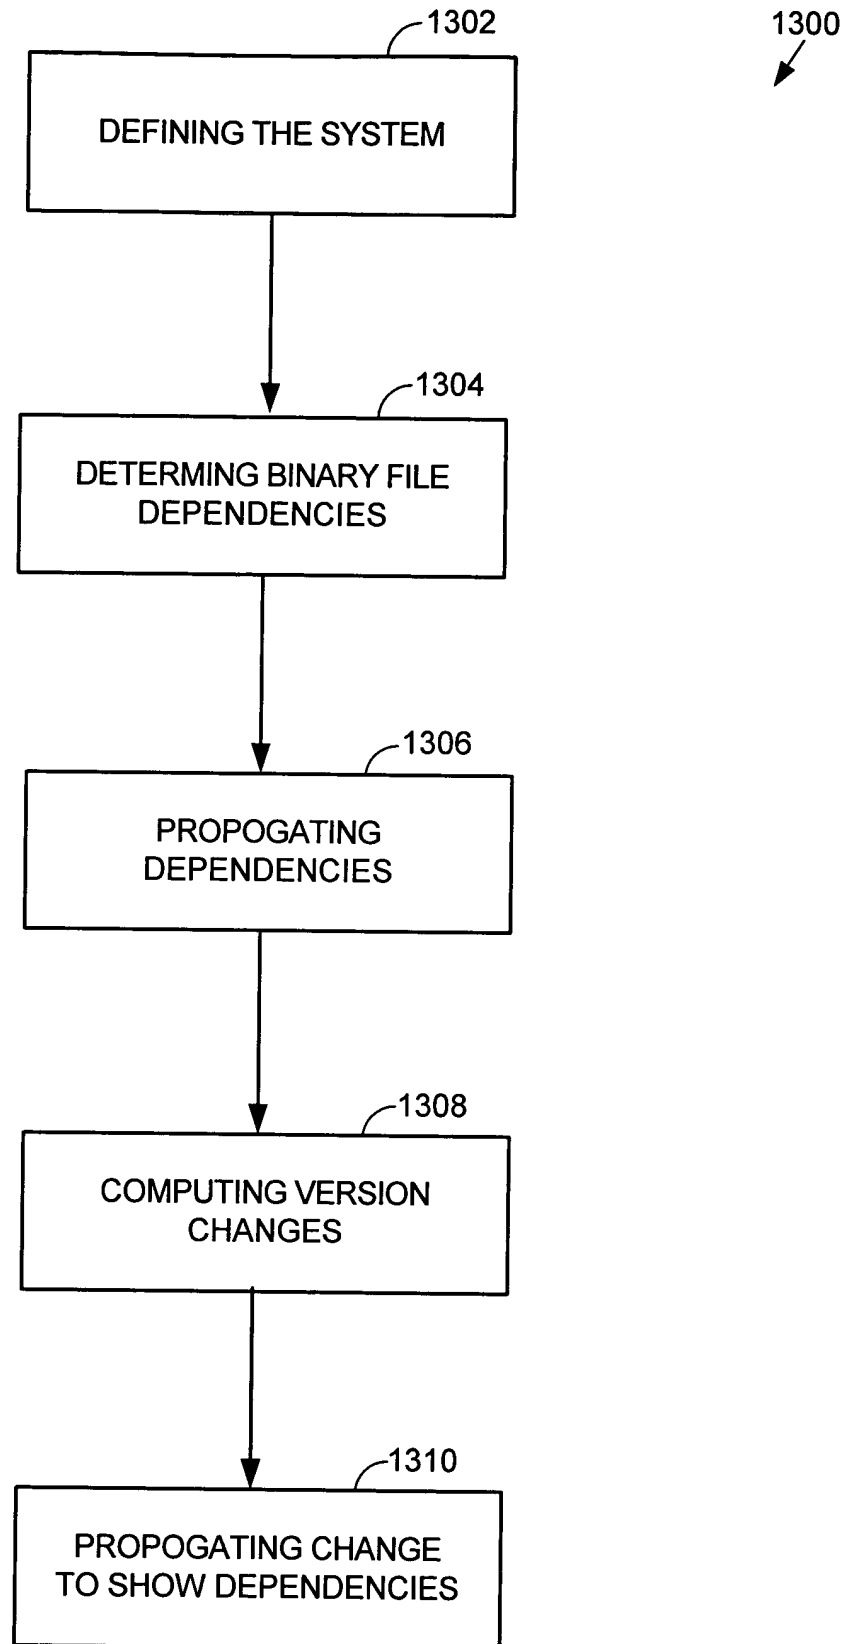 1302
1300
DEFINING THE SYSTEM
1304
DETERMING BINARY FILE
DEPENDENCIES
1306
PROPOGATING
DEPENDENCIES
1308
COMPUTING VERSION
CHANGES
1310
PROPOGATING CHANGE
TO SHOW DEPENDENCIES